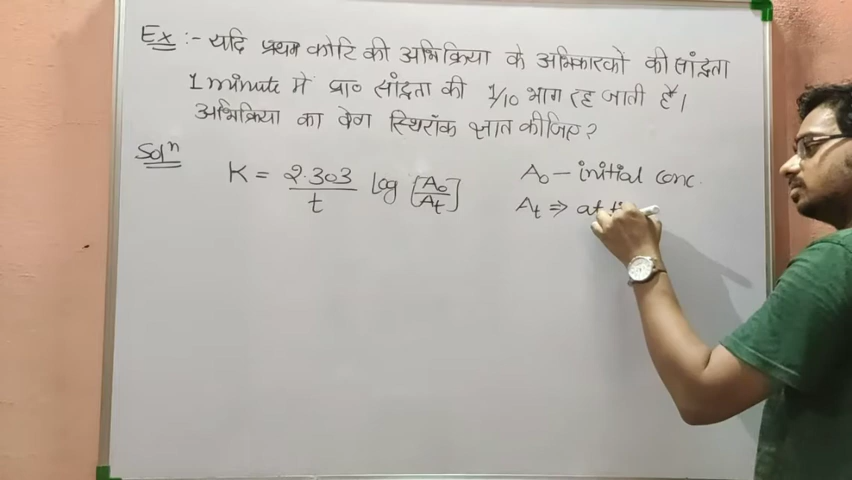 Ex :- यदि प्रथम कोटि की अभिक्रिया के अभिकारकों की सांद्रता
1 minute में प्रा० सांद्रता की 1/10 भाग रह जाती है।
अभिक्रिया का वेग स्थिरांक ज्ञात कीजिए ?
Solⁿ
K = 2.303/t log [A₀/Aₜ]
A₀ – initial conc.
Aₜ ⇒ at